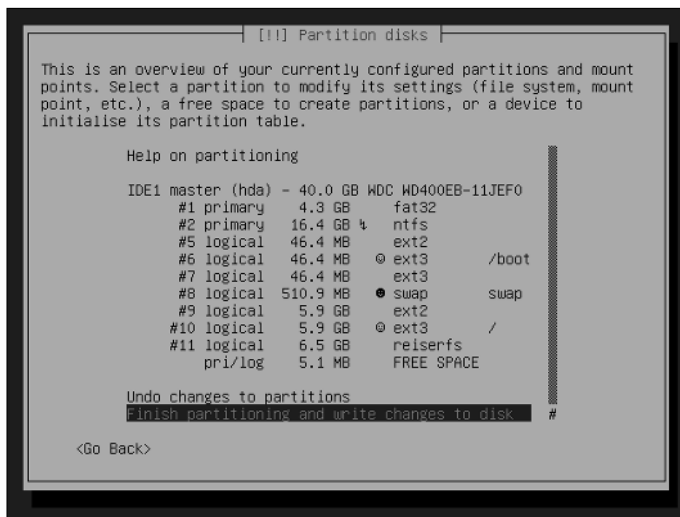 [!!] Partition disks
This is an overview of your currently configured partitions and mount
points. Select a partition to modify its settings (file system, mount
point, etc.), a free space to create partitions, or a device to
initialise its partition table.
Help on partitioning
IDE1 master (hda) - 40.0 GB WDC WD400EB-11JEF0
#1 primary 4.3 GB fat32
#2 primary 16.4 GB ϟ ntfs
#5 logical 46.4 MB ext2
#6 logical 46.4 MB ☺ ext3 /boot
#7 logical 46.4 MB ext3
#8 logical 510.9 MB ☻ swap swap
#9 logical 5.9 GB ext2
#10 logical 5.9 GB ☺ ext3 /
#11 logical 6.5 GB reiserfs
pri/log 5.1 MB FREE SPACE
Undo changes to partitions
Finish partitioning and write changes to disk #
<Go Back>